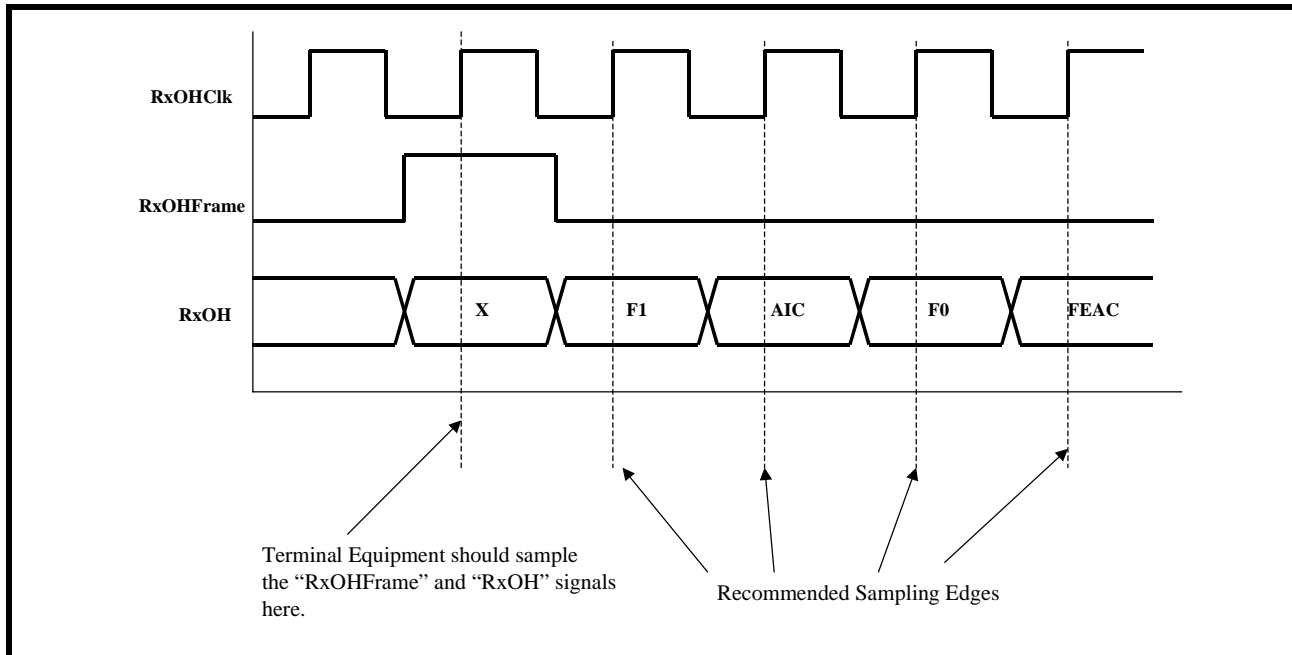 RxOHClk
RxOHFrame
RxOH
X
F1
AIC
F0
FEAC
Terminal Equipment should sample
the “RxOHFrame” and “RxOH” signals
here.
Recommended Sampling Edges